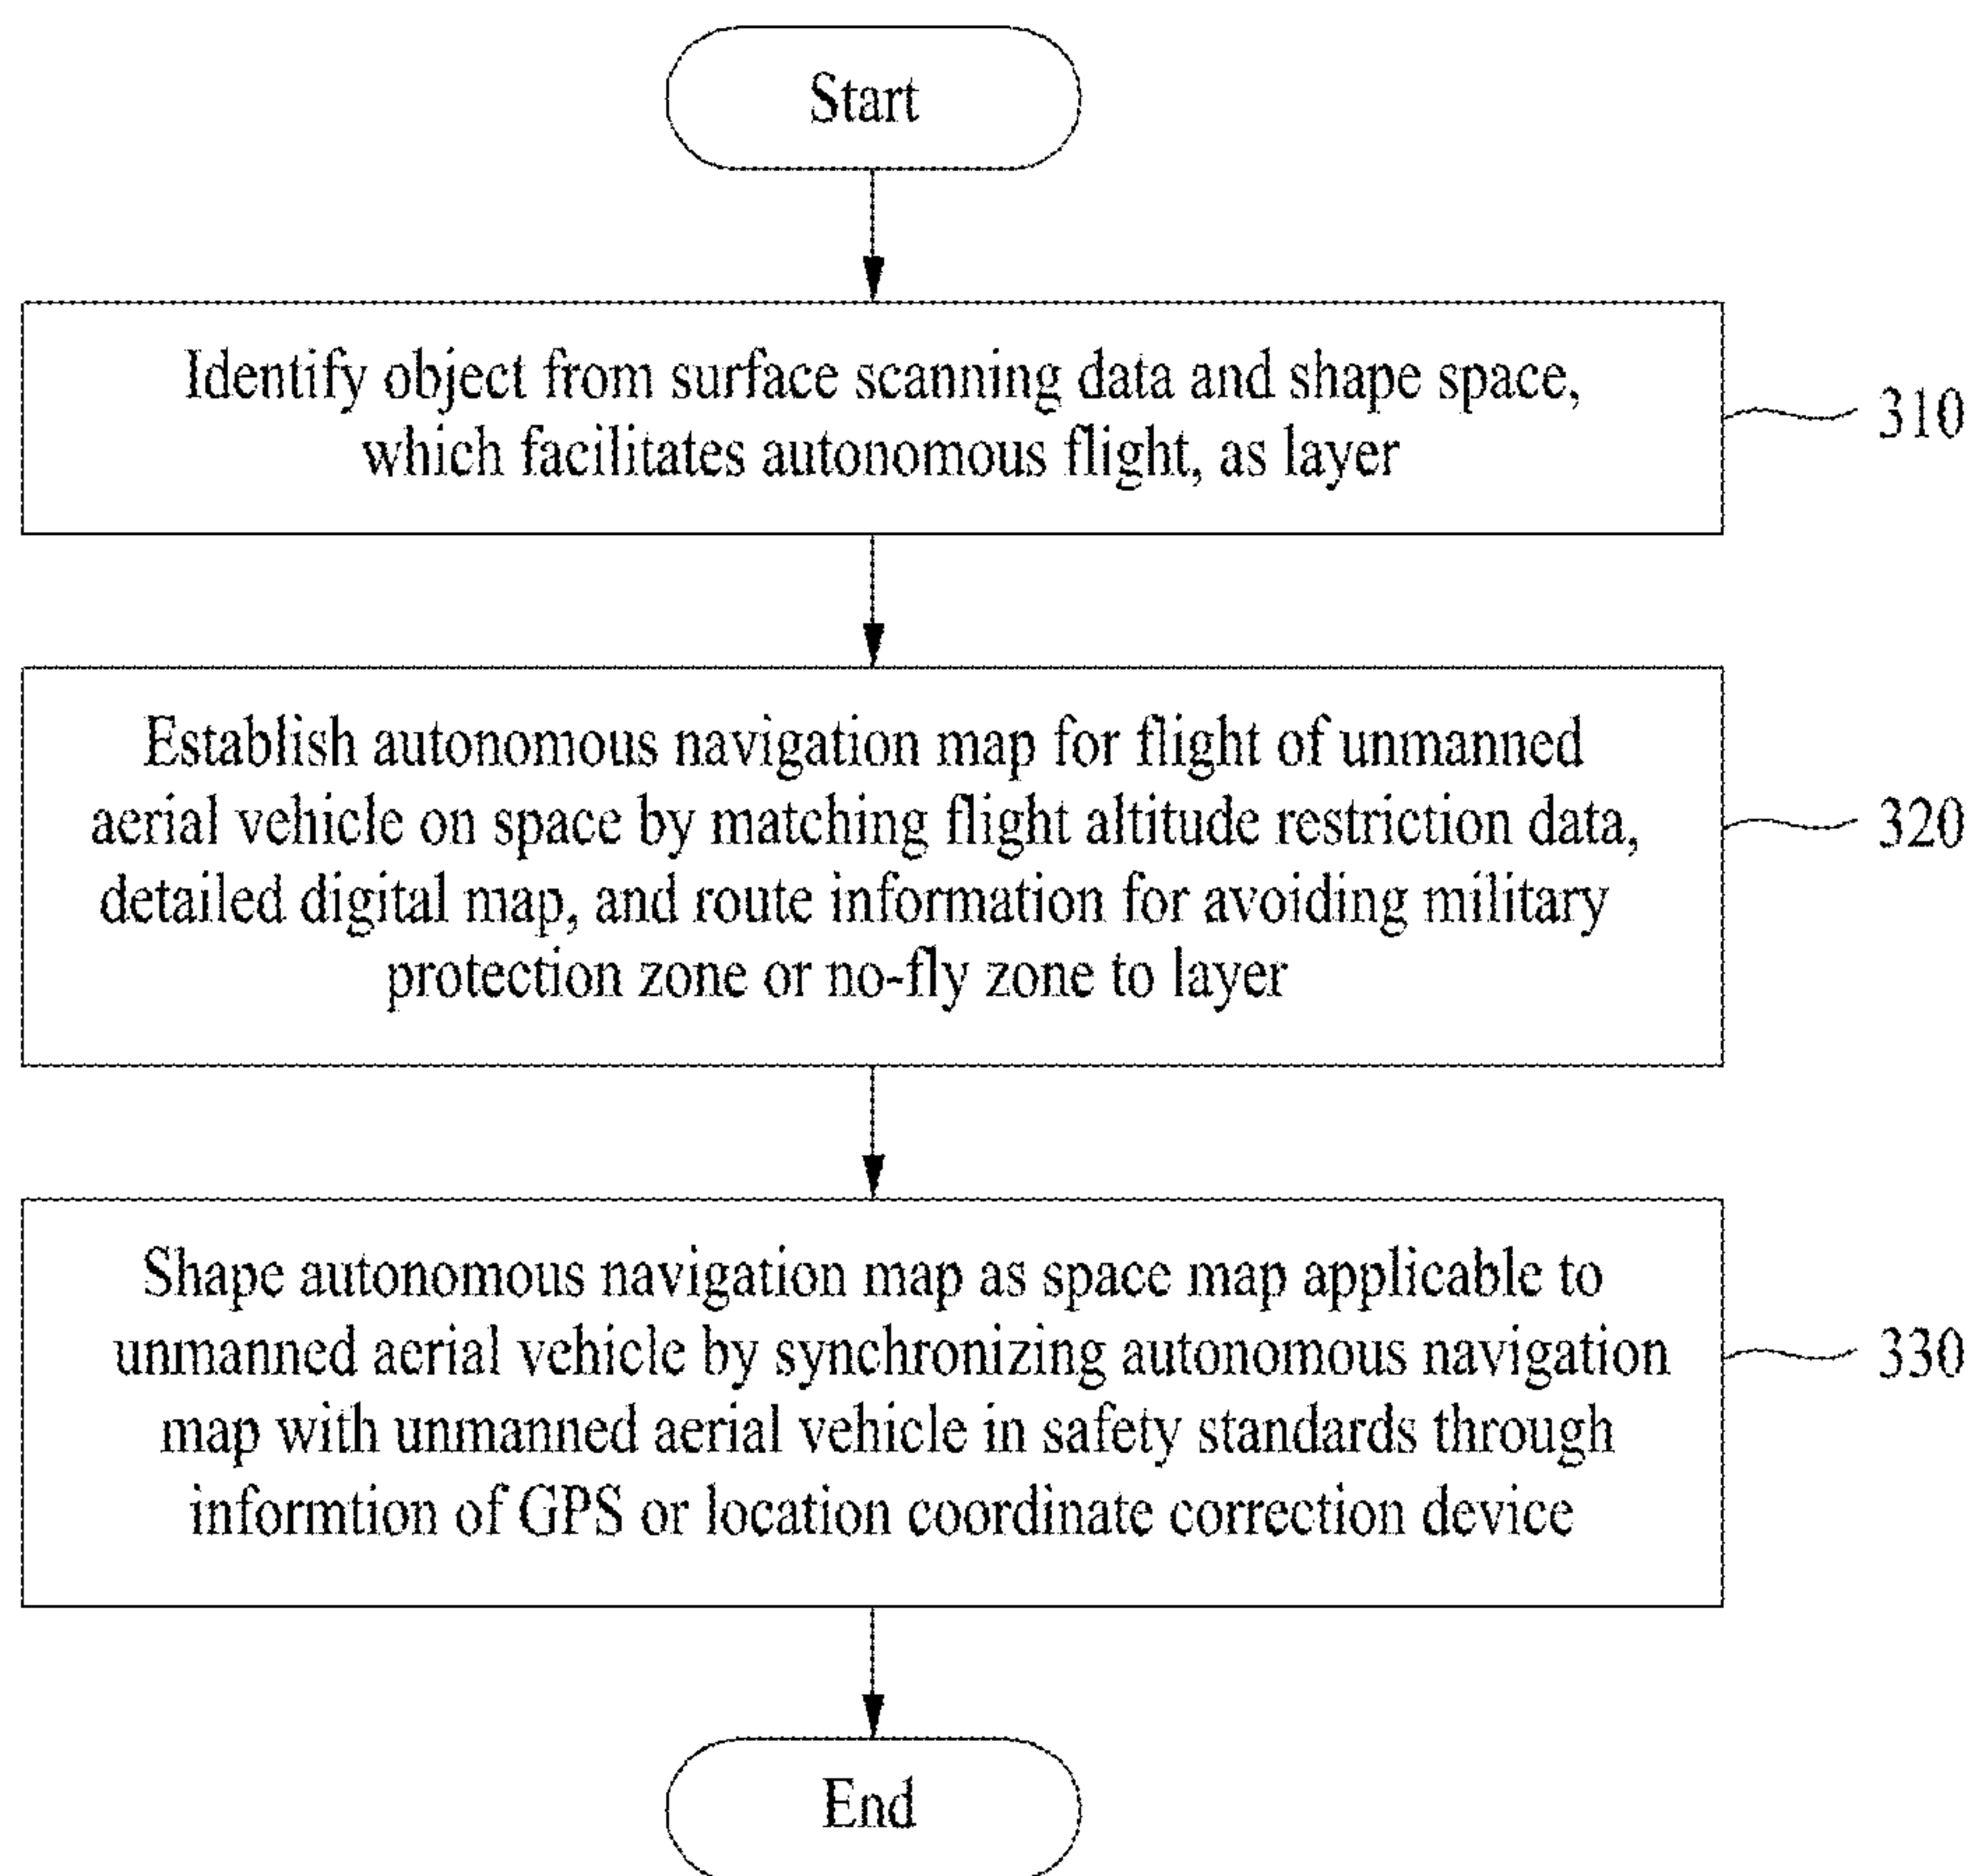 Start
Identify object from surface scanning data and shape space,
which facilitates autonomous flight, as layer
310
Establish autonomous navigation map for flight of unmanned
aerial vehicle on space by matching flight altitude restriction data,
detailed digital map, and route information for avoiding military
protection zone or no-fly zone to layer
320
Shape autonomous navigation map as space map applicable to
unmanned aerial vehicle by synchronizing autonomous navigation
map with unmanned aerial vehicle in safety standards through
informtion of GPS or location coordinate correction device
330
End